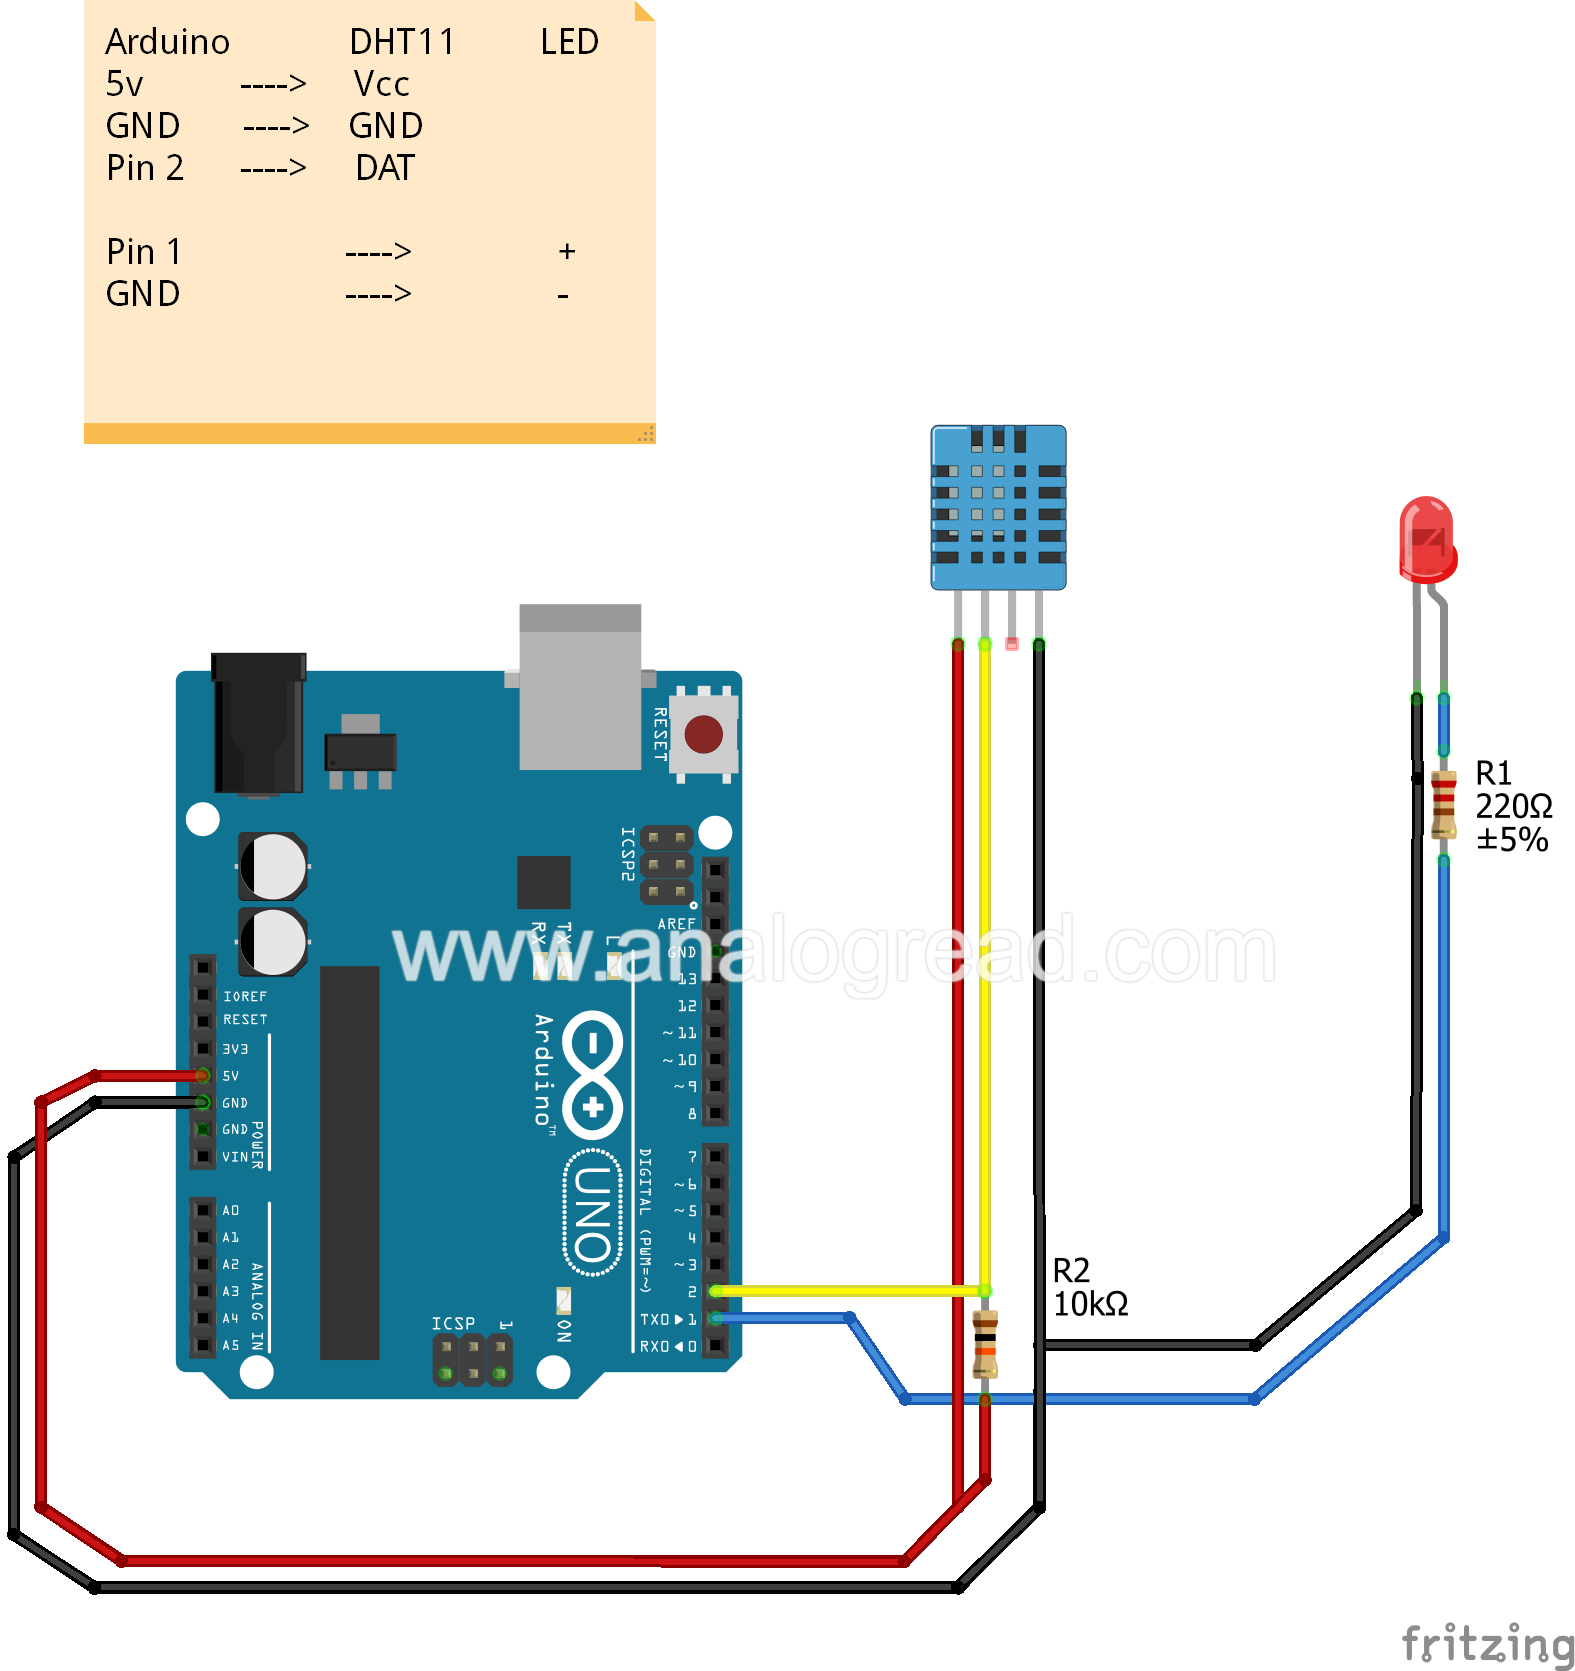 Arduino DHT11 LED
5v ----> Vcc
GND ----> GND
Pin 2 ----> DAT
Pin 1 ----> +
GND ----> -
R1
220Ω
±5%
RESET
ICSP2
AREF
GND
RX
TX
L
www.analogread.com
13
12
~11
~10
~9
8
IOREF
RESET
3V3
5V
GND
GND
VIN
POWER
Arduino™
UNO
7
~6
~5
4
~3
2
TX0▶1
RX0◀0
DIGITAL (PWM=~)
A0
A1
A2
A3
A4
A5
ANALOG IN
ICSP 1
ON
R2
10kΩ
fritzing